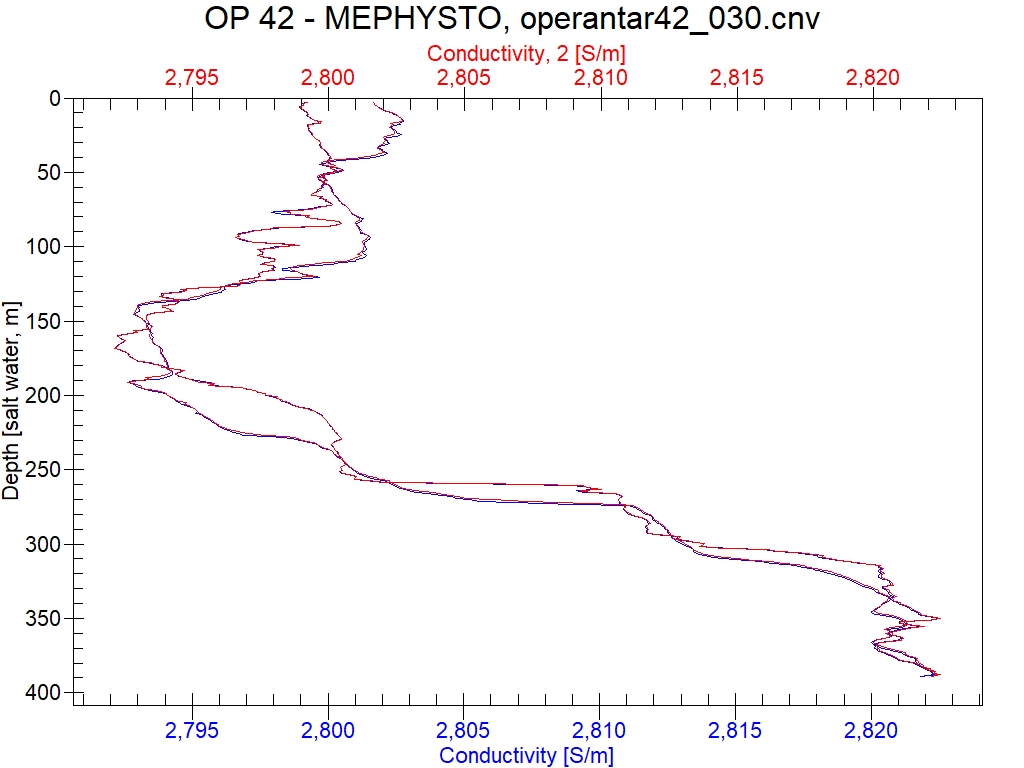 OP 42 - MEPHYSTO, operantar42_030.cnv
Conductivity, 2 [S/m]
2,795 2,800 2,805 2,810 2,815 2,820
0
50
100
150
200
250
300
350
400
Depth [salt water, m]
2,795 2,800 2,805 2,810 2,815 2,820
Conductivity [S/m]